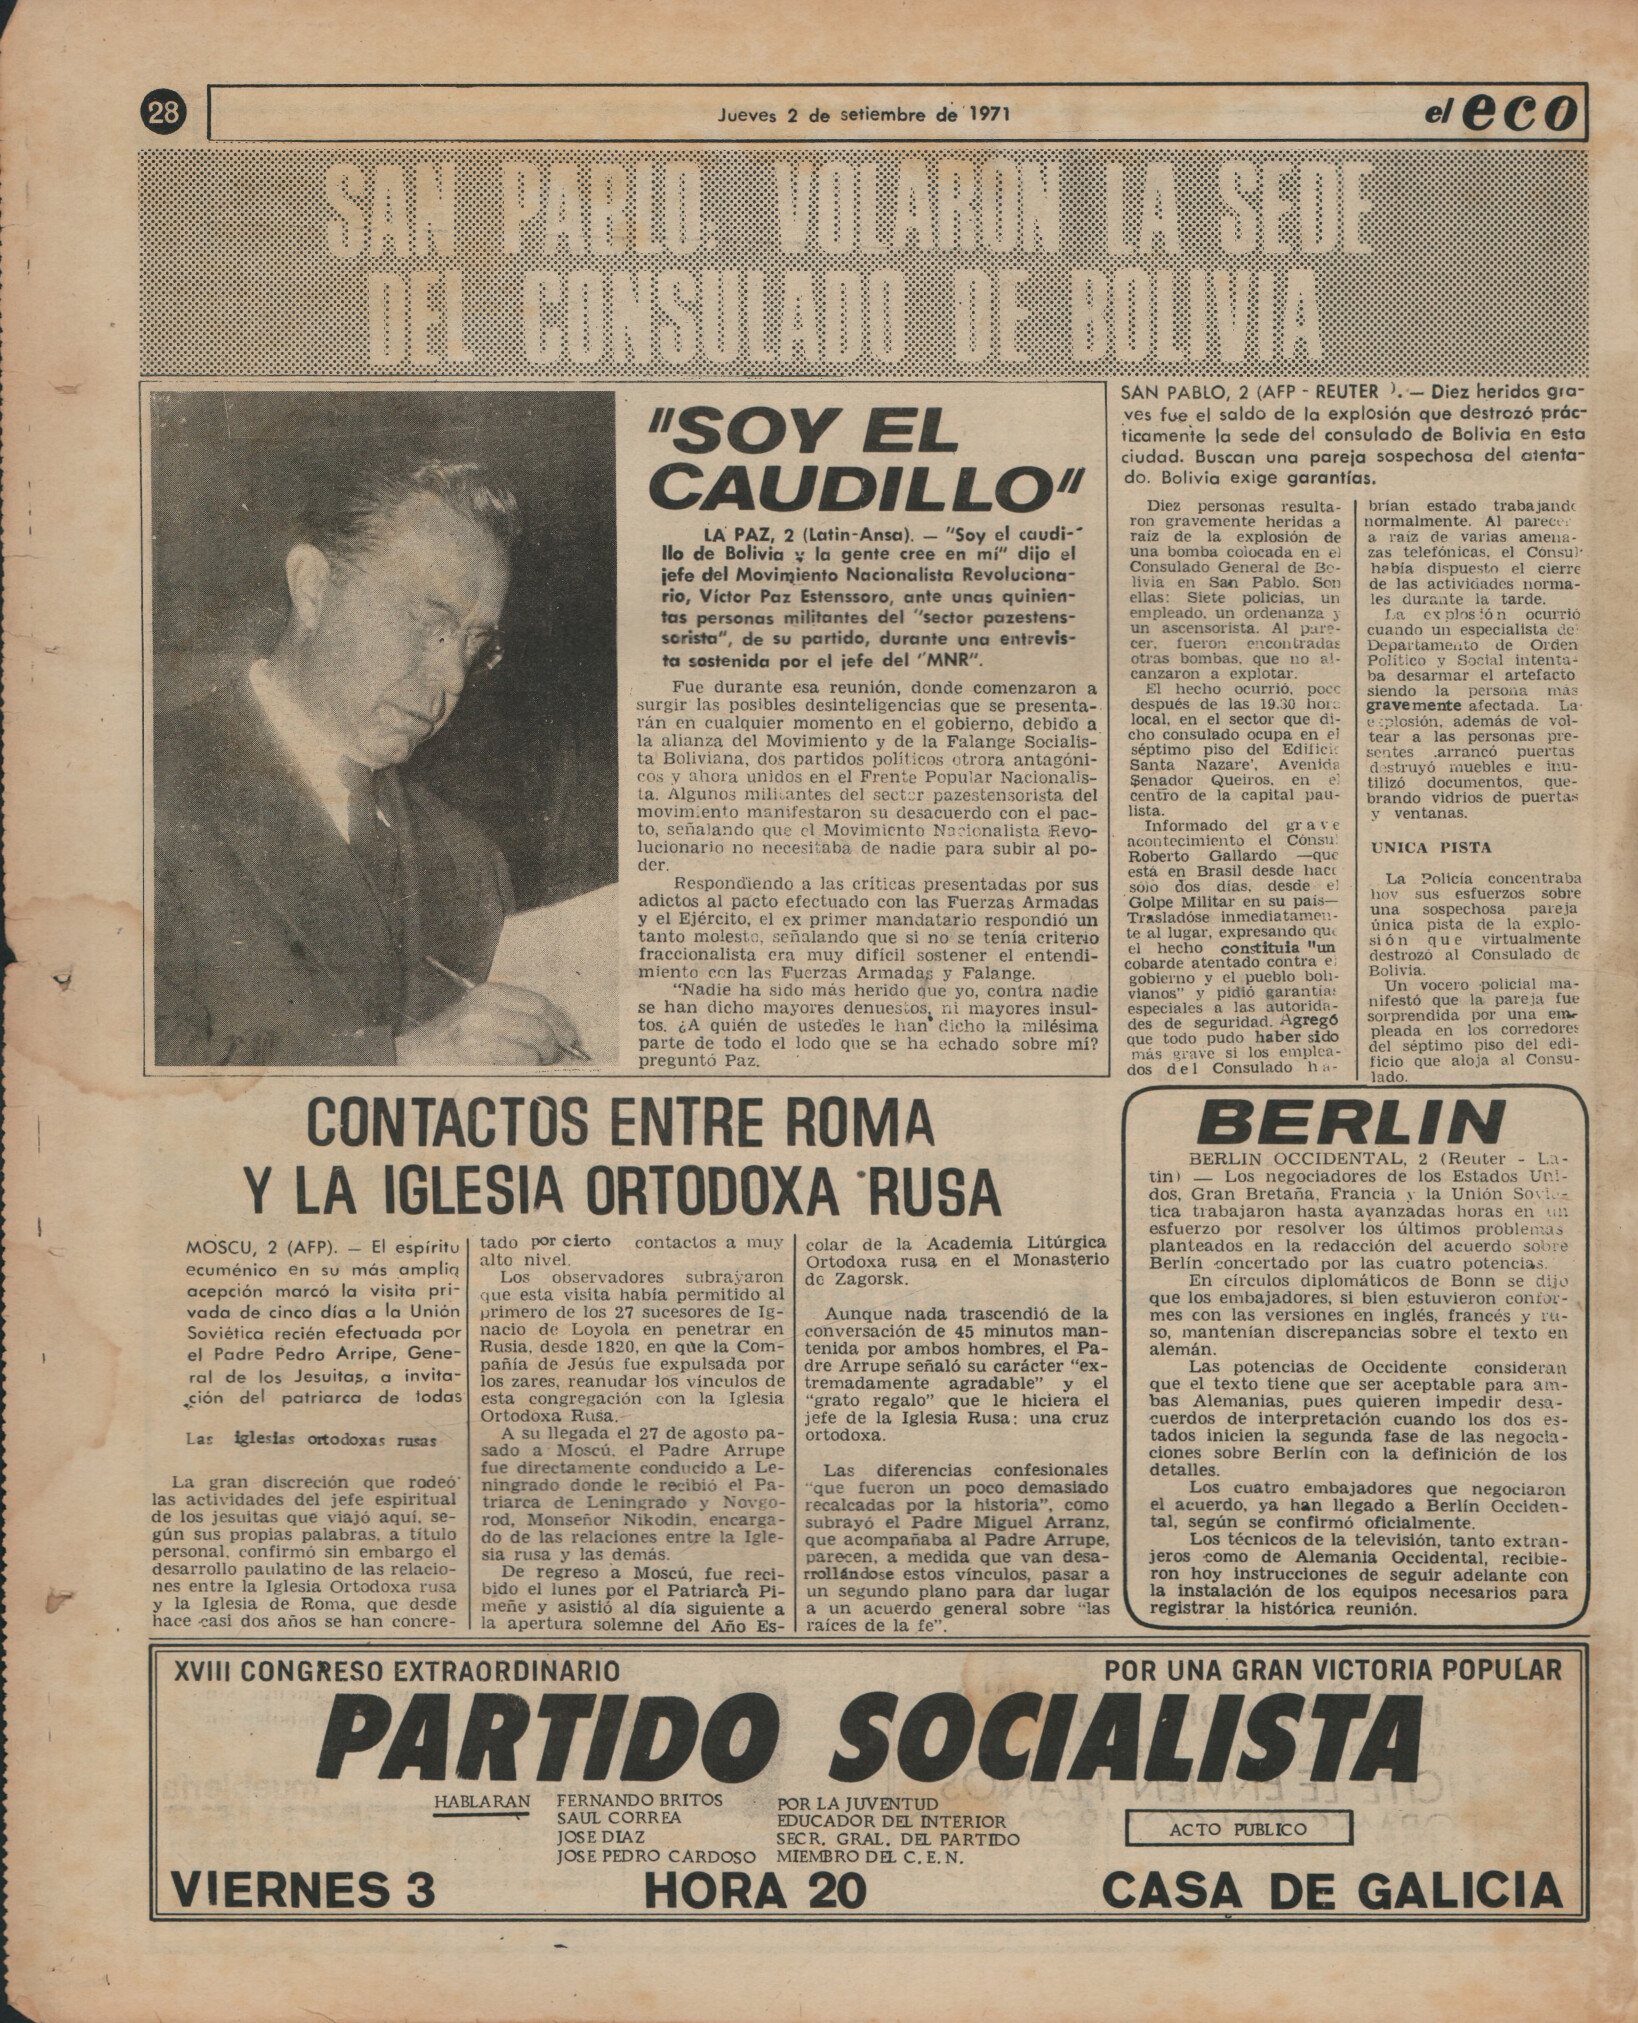 28
Jueves 2 de setiembre de 1971
el eco
SAN PABLO: VOLARON LA SEDE
DEL CONSULADO DE BOLIVIA
"SOY EL
CAUDILLO"
LA PAZ, 2 (Latin-Ansa). — "Soy el caudi-
llo de Bolivia y la gente cree en mí" dijo el
jefe del Movimiento Nacionalista Revoluciona-
rio, Víctor Paz Estenssoro, ante unas quinien-
tas personas militantes del "sector pazestens-
sorista", de su partido, durante una entrevis-
ta sostenida por el jefe del "MNR".
Fue durante esa reunión, donde comenzaron a
surgir las posibles desinteligencias que se presenta-
rán en cualquier momento en el gobierno, debido a
la alianza del Movimiento y de la Falange Socialis-
ta Boliviana, dos partidos políticos otrora antagóni-
cos y ahora unidos en el Frente Popular Nacionalis-
ta. Algunos militantes del sector pazestensorista del
movimiento manifestaron su desacuerdo con el pac-
to, señalando que el Movimiento Nacionalista Revo-
lucionario no necesitaba de nadie para subir al po-
der.
Respondiendo a las críticas presentadas por sus
adictos al pacto efectuado con las Fuerzas Armadas
y el Ejército, el ex primer mandatario respondió un
tanto molesto, señalando que si no se tenía criterio
fraccionalista era muy difícil sostener el entendi-
miento con las Fuerzas Armadas y Falange.
"Nadie ha sido más herido que yo, contra nadie
se han dicho mayores denuestos, ni mayores insul-
tos. ¿A quién de ustedes le han dicho la milésima
parte de todo el lodo que se ha echado sobre mí?
preguntó Paz.
SAN PABLO, 2 (AFP - REUTER ). — Diez heridos gra-
ves fue el saldo de la explosión que destrozó prác-
ticamente la sede del consulado de Bolivia en esta
ciudad. Buscan una pareja sospechosa del atenta-
do. Bolivia exige garantías.
Diez personas resulta-
ron gravemente heridas a
raíz de la explosión de
una bomba colocada en el
Consulado General de Bo-
livia en San Pablo. Son
ellas: Siete policías, un
empleado, un ordenanza y
un ascensorista. Al pare-
cer, fueron encontradas
otras bombas, que no al-
canzaron a explotar.
El hecho ocurrió, poco
después de las 19.30 hora
local, en el sector que di-
cho consulado ocupa en el
séptimo piso del Edificio
Santa Nazare', Avenida
Senador Queiros, en el
centro de la capital pau-
lista.
Informado del grave
acontecimiento el Cónsul
Roberto Gallardo —que
está en Brasil desde hace
sólo dos días, desde el
Golpe Militar en su país—
Trasladóse inmediatamen-
te al lugar, expresando que
el hecho constituía "un
cobarde atentado contra el
gobierno y el pueblo boli-
vianos" y pidió garantías
especiales a las autorida-
des de seguridad. Agregó
que todo pudo haber sido
más grave si los emplea-
dos del Consulado ha-
brían estado trabajando
normalmente. Al parecer
a raíz de varias amena-
zas telefónicas, el Cónsul
había dispuesto el cierre
de las actividades norma-
les durante la tarde.
La explosión ocurrió
cuando un especialista del
Departamento de Orden
Político y Social intenta-
ba desarmar el artefacto
siendo la persona más
gravemente afectada. La
explosión, además de vol-
tear a las personas pre-
sentes arrancó puertas
destruyó muebles e inu-
tilizó documentos, que-
brando vidrios de puertas
y ventanas.
UNICA PISTA
La Policía concentraba
hoy sus esfuerzos sobre
una sospechosa pareja
única pista de la explo-
sión que virtualmente
destrozó al Consulado de
Bolivia.
Un vocero policial ma-
nifestó que la pareja fue
sorprendida por una em-
pleada en los corredores
del séptimo piso del edi-
ficio que aloja al Consu-
lado.
CONTACTOS ENTRE ROMA
Y LA IGLESIA ORTODOXA RUSA
MOSCU, 2 (AFP). — El espíritu
ecuménico en su más amplia
acepción marcó la visita pri-
vada de cinco días a la Unión
Soviética recién efectuada por
el Padre Pedro Arripe, Gene-
ral de los Jesuitas, a invita-
ción del patriarca de todas
Las iglesias ortodoxas rusas
La gran discreción que rodeó
las actividades del jefe espiritual
de los jesuitas que viajó aquí, se-
gún sus propias palabras, a título
personal, confirmó sin embargo el
desarrollo paulatino de las relacio-
nes entre la Iglesia Ortodoxa rusa
y la Iglesia de Roma, que desde
hace casi dos años se han concre-
tado por cierto contactos a muy
alto nivel.
Los observadores subrayaron
que esta visita había permitido al
primero de los 27 sucesores de Ig-
nacio de Loyola en penetrar en
Rusia, desde 1820, en que la Com-
pañía de Jesús fue expulsada por
los zares, reanudar los vínculos de
esta congregación con la Iglesia
Ortodoxa Rusa.
A su llegada el 27 de agosto pa-
sado a Moscú, el Padre Arrupe
fue directamente conducido a Le-
ningrado donde le recibió el Pa-
triarca de Leningrado y Novgo-
rod, Monseñor Nikodin, encarga-
do de las relaciones entre la Igle-
sia rusa y las demás.
De regreso a Moscú, fue reci-
bido el lunes por el Patriarca Pi-
meñe y asistió al día siguiente a
la apertura solemne del Año Es-
colar de la Academia Litúrgica
Ortodoxa rusa en el Monasterio
de Zagorsk.
Aunque nada trascendió de la
conversación de 45 minutos man-
tenida por ambos hombres, el Pa-
dre Arrupe señaló su carácter "ex-
tremadamente agradable" y el
"grato regalo" que le hiciera el
jefe de la Iglesia Rusa: una cruz
ortodoxa.
Las diferencias confesionales
"que fueron un poco demasiado
recalcadas por la historia", como
subrayó el Padre Miguel Arranz,
que acompañaba al Padre Arrupe,
parecen, a medida que van desa-
rrollándose estos vínculos, pasar a
un segundo plano para dar lugar
a un acuerdo general sobre "las
raíces de la fe".
BERLIN
BERLIN OCCIDENTAL, 2 (Reuter - La-
tin) — Los negociadores de los Estados Uni-
dos, Gran Bretaña, Francia y la Unión Sovié-
tica trabajaron hasta avanzadas horas en un
esfuerzo por resolver los últimos problemas
planteados en la redacción del acuerdo sobre
Berlín concertado por las cuatro potencias.
En círculos diplomáticos de Bonn se dijo
que los embajadores, si bien estuvieron confor-
mes con las versiones en inglés, francés y ru-
so, mantenían discrepancias sobre el texto en
alemán.
Las potencias de Occidente consideran
que el texto tiene que ser aceptable para am-
bas Alemanias, pues quieren impedir desa-
cuerdos de interpretación cuando los dos es-
tados inicien la segunda fase de las negocia-
ciones sobre Berlín con la definición de los
detalles.
Los cuatro embajadores que negociaron
el acuerdo, ya han llegado a Berlín Occiden-
tal, según se confirmó oficialmente.
Los técnicos de la televisión, tanto extran-
jeros como de Alemania Occidental, recibie-
ron hoy instrucciones de seguir adelante con
la instalación de los equipos necesarios para
registrar la histórica reunión.
XVIII CONGRESO EXTRAORDINARIO
POR UNA GRAN VICTORIA POPULAR
PARTIDO SOCIALISTA
HABLARAN
FERNANDO BRITOS POR LA JUVENTUD
SAUL CORREA EDUCADOR DEL INTERIOR
JOSE DIAZ SECR. GRAL. DEL PARTIDO
JOSE PEDRO CARDOSO MIEMBRO DEL C.E.N.
ACTO PUBLICO
VIERNES 3 HORA 20 CASA DE GALICIA